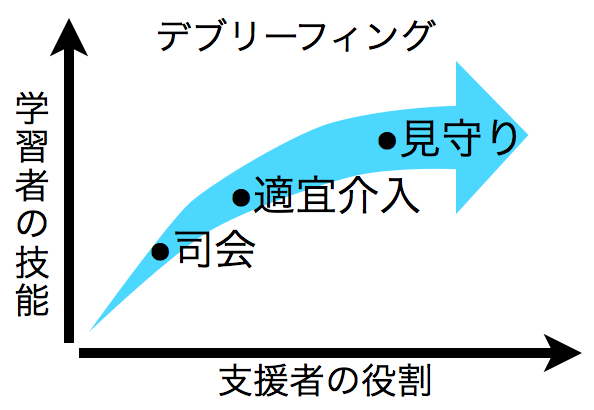 デブリーフィング
学習者の技能
●見守り
●適宜介入
●司会
支援者の役割